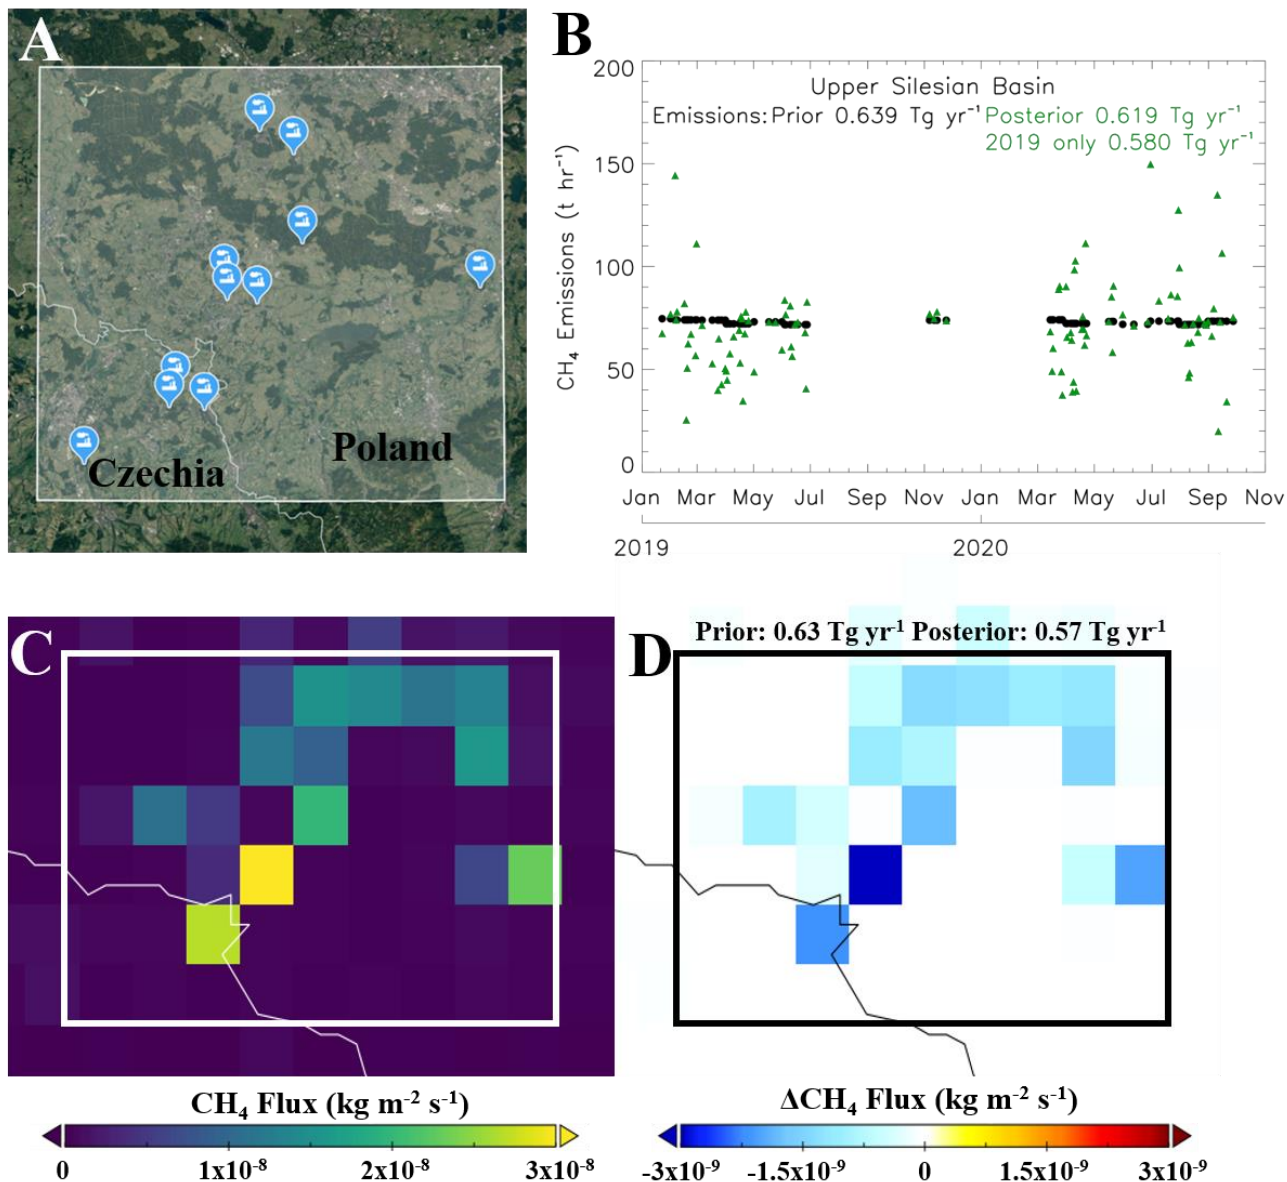 A
Czechia
Poland
B
Upper Silesian Basin
Emissions: Prior 0.639 Tg yr⁻¹ Posterior 0.619 Tg yr⁻¹
2019 only 0.580 Tg yr⁻¹
CH₄ Emissions (t hr⁻¹)
200
150
100
50
0
Jan Mar May Jul Sep Nov Jan Mar May Jul Sep Nov
2019 2020
C
D
Prior: 0.63 Tg yr⁻¹ Posterior: 0.57 Tg yr⁻¹
CH₄ Flux (kg m⁻² s⁻¹)
0 1x10⁻⁸ 2x10⁻⁸ 3x10⁻⁸
ΔCH₄ Flux (kg m⁻² s⁻¹)
-3x10⁻⁹ -1.5x10⁻⁹ 0 1.5x10⁻⁹ 3x10⁻⁹